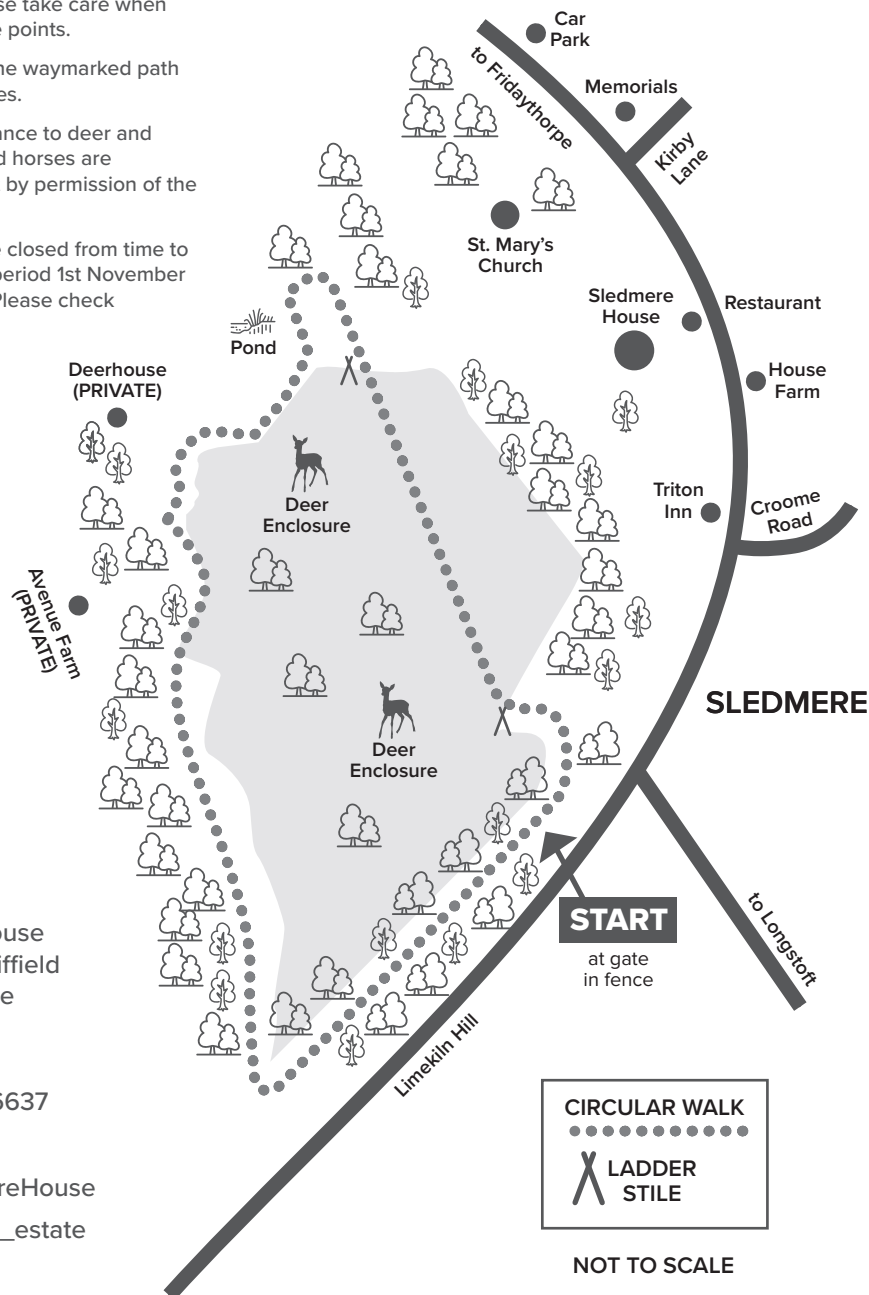 se take care when
e points.
ne waymarked path
es.
ance to deer and
d horses are
by permission of the
e closed from time to
period 1st November
Please check
Car
Park
to Fridaythorpe
Memorials
Kirby
Lane
St. Mary's
Church
Sledmere
House
Restaurant
House
Farm
Pond
Deerhouse
(PRIVATE)
Deer
Enclosure
Triton
Inn
Croome
Road
Avenue Farm
(PRIVATE)
SLEDMERE
Deer
Enclosure
START
at gate
in fence
to Longstoft
Limekiln Hill
ouse
iffield
e
6637
reHouse
_estate
CIRCULAR WALK
LADDER
STILE
NOT TO SCALE